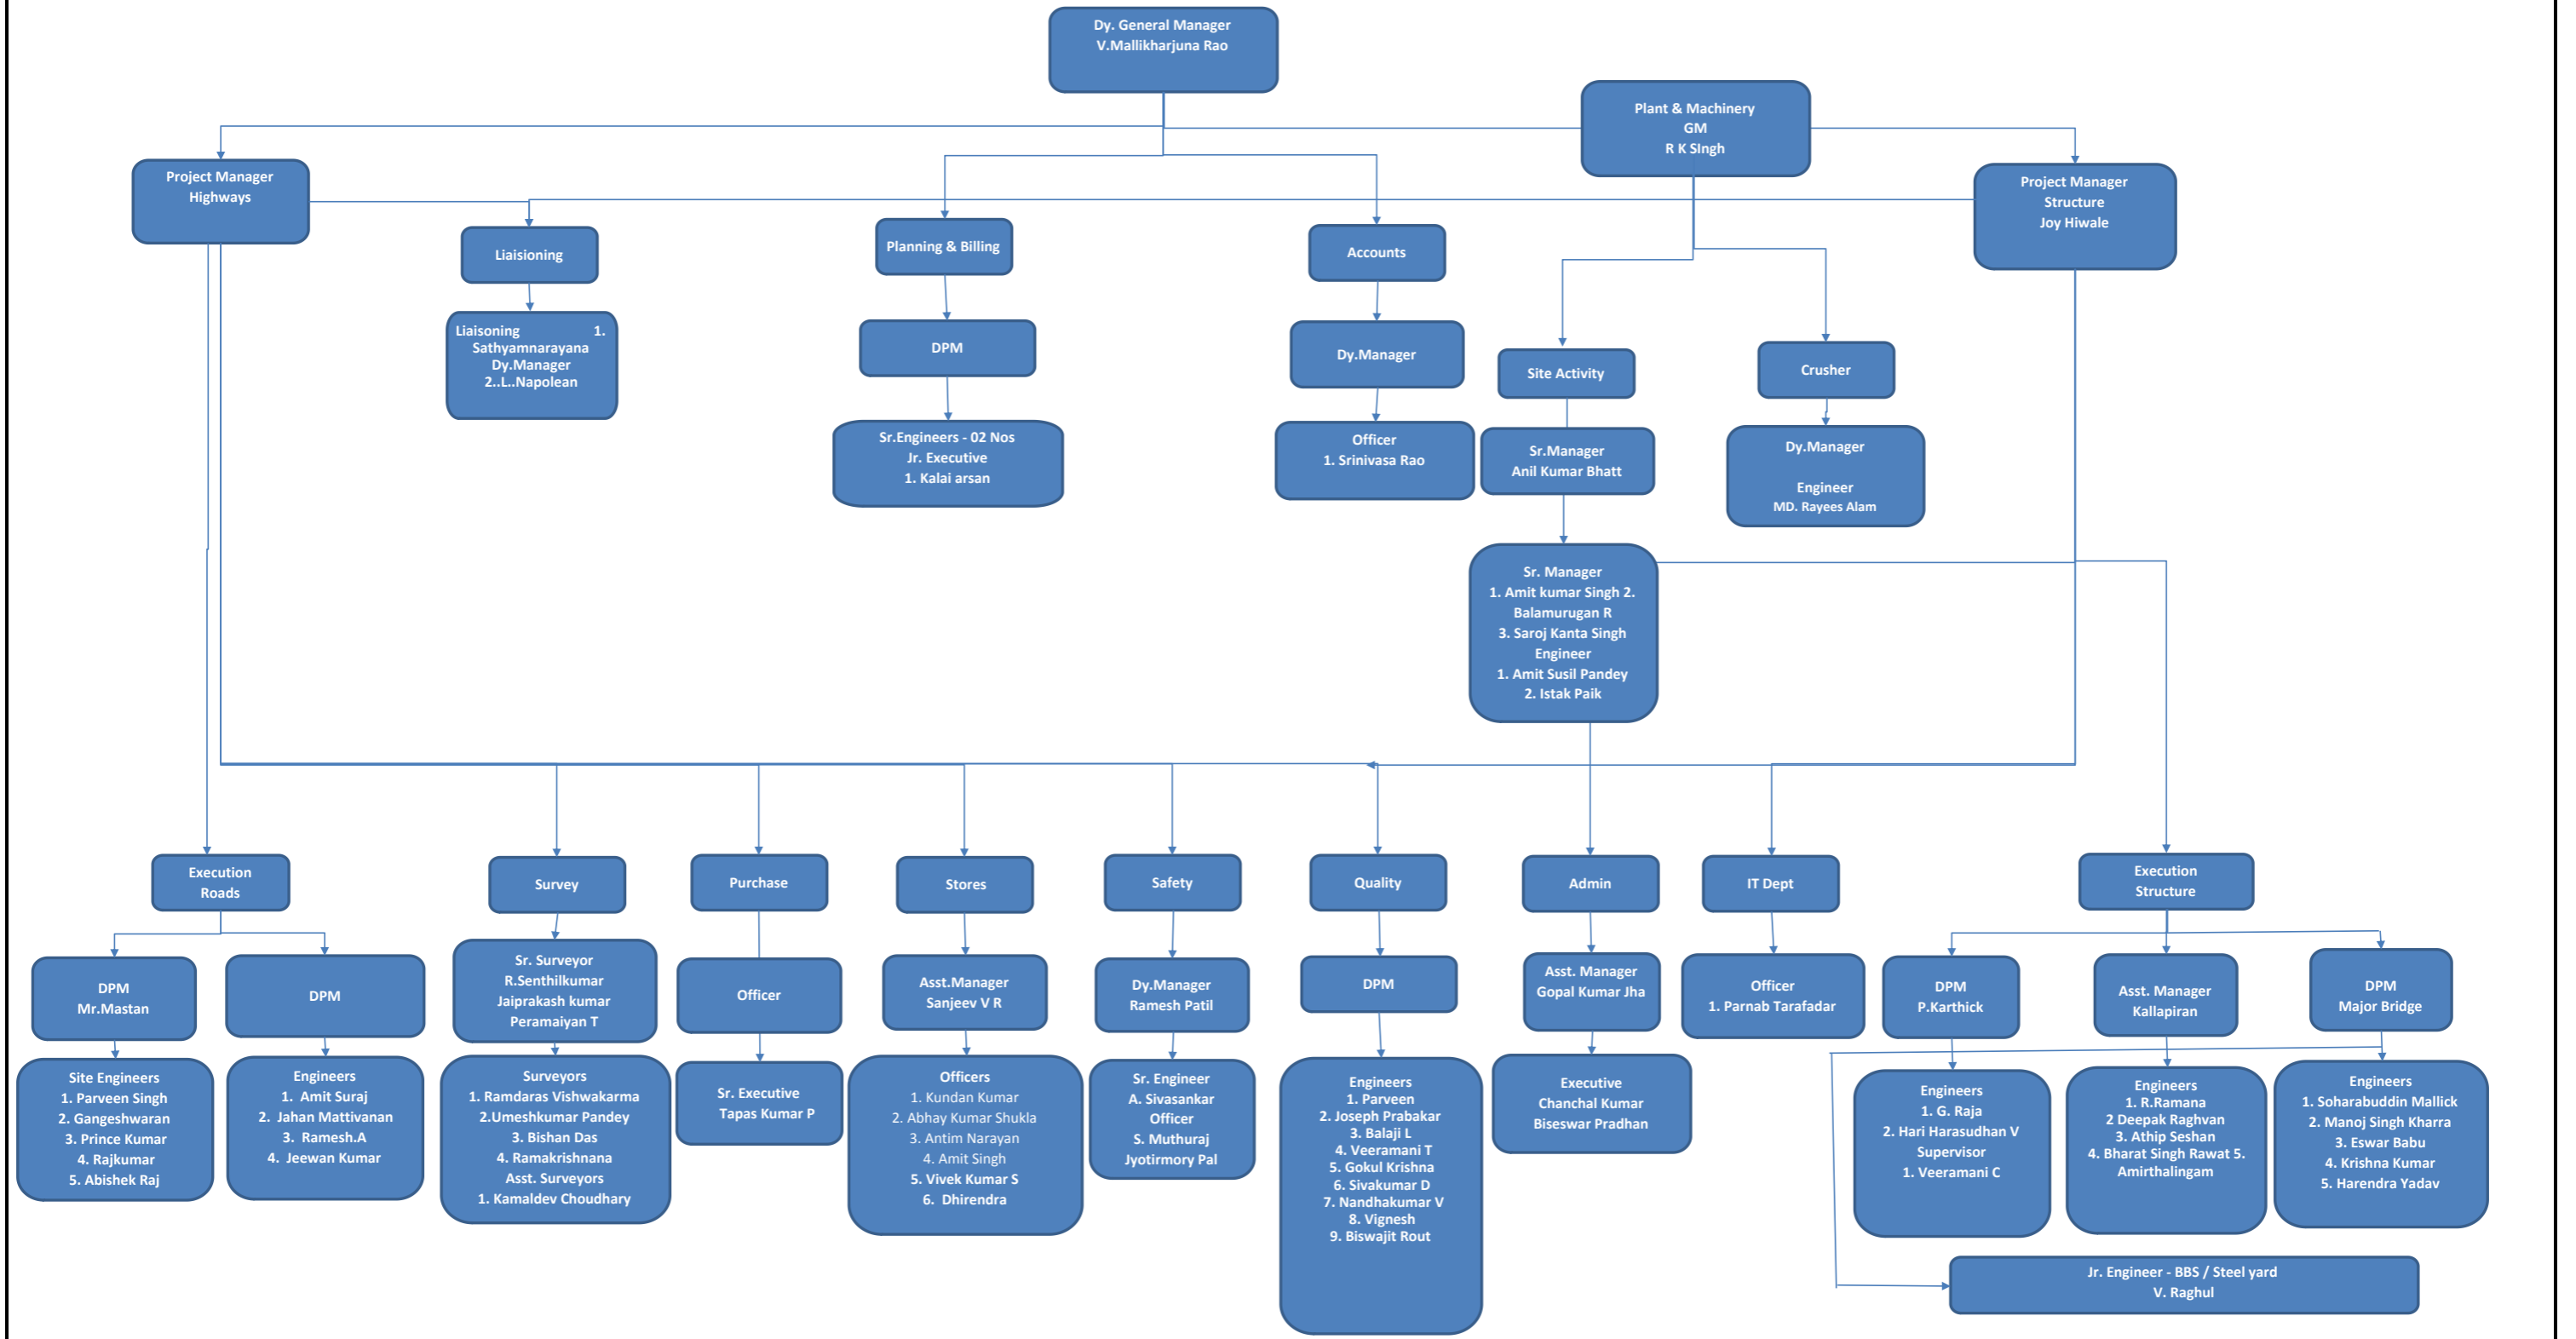 Dy. General Manager
V.Mallikharjuna Rao
Plant & Machinery
GM
R K SIngh
Project Manager
Highways
Project Manager
Structure
Joy Hiwale
Liaisioning
Planning & Billing
Accounts
Liaisoning 1.
Sathyamnarayana
Dy.Manager
2..L..Napolean
DPM
Dy.Manager
Site Activity
Crusher
Sr.Engineers - 02 Nos
Jr. Executive
1. Kalai arsan
Officer
1. Srinivasa Rao
Sr.Manager
Anil Kumar Bhatt
Dy.Manager
Engineer
MD. Rayees Alam
Sr. Manager
1. Amit kumar Singh 2.
Balamurugan R
3. Saroj Kanta Singh
Engineer
1. Amit Susil Pandey
2. Istak Paik
Execution
Roads
Survey
Purchase
Stores
Safety
Quality
Admin
IT Dept
Execution
Structure
DPM
Mr.Mastan
DPM
Sr. Surveyor
R.Senthilkumar
Jaiprakash kumar
Peramaiyan T
Officer
Asst.Manager
Sanjeev V R
Dy.Manager
Ramesh Patil
DPM
Asst. Manager
Gopal Kumar Jha
Officer
1. Parnab Tarafadar
DPM
P.Karthick
Asst. Manager
Kallapiran
DPM
Major Bridge
Site Engineers
1. Parveen Singh
2. Gangeshwaran
3. Prince Kumar
4. Rajkumar
5. Abishek Raj
Engineers
1. Amit Suraj
2. Jahan Mattivanan
3. Ramesh.A
4. Jeewan Kumar
Surveyors
1. Ramdaras Vishwakarma
2.Umeshkumar Pandey
3. Bishan Das
4. Ramakrishnana
Asst. Surveyors
1. Kamaldev Choudhary
Sr. Executive
Tapas Kumar P
Officers
1. Kundan Kumar
2. Abhay Kumar Shukla
3. Antim Narayan
4. Amit Singh
5. Vivek Kumar S
6. Dhirendra
Sr. Engineer
A. Sivasankar
Officer
S. Muthuraj
Jyotirmory Pal
Engineers
1. Parveen
2. Joseph Prabakar
3. Balaji L
4. Veeramani T
5. Gokul Krishna
6. Sivakumar D
7. Nandhakumar V
8. Vignesh
9. Biswajit Rout
Executive
Chanchal Kumar
Biseswar Pradhan
Engineers
1. G. Raja
2. Hari Harasudhan V
Supervisor
1. Veeramani C
Engineers
1. R.Ramana
2 Deepak Raghvan
3. Athip Seshan
4. Bharat Singh Rawat 5.
Amirthalingam
Engineers
1. Soharabuddin Mallick
2. Manoj Singh Kharra
3. Eswar Babu
4. Krishna Kumar
5. Harendra Yadav
Jr. Engineer - BBS / Steel yard
V. Raghul